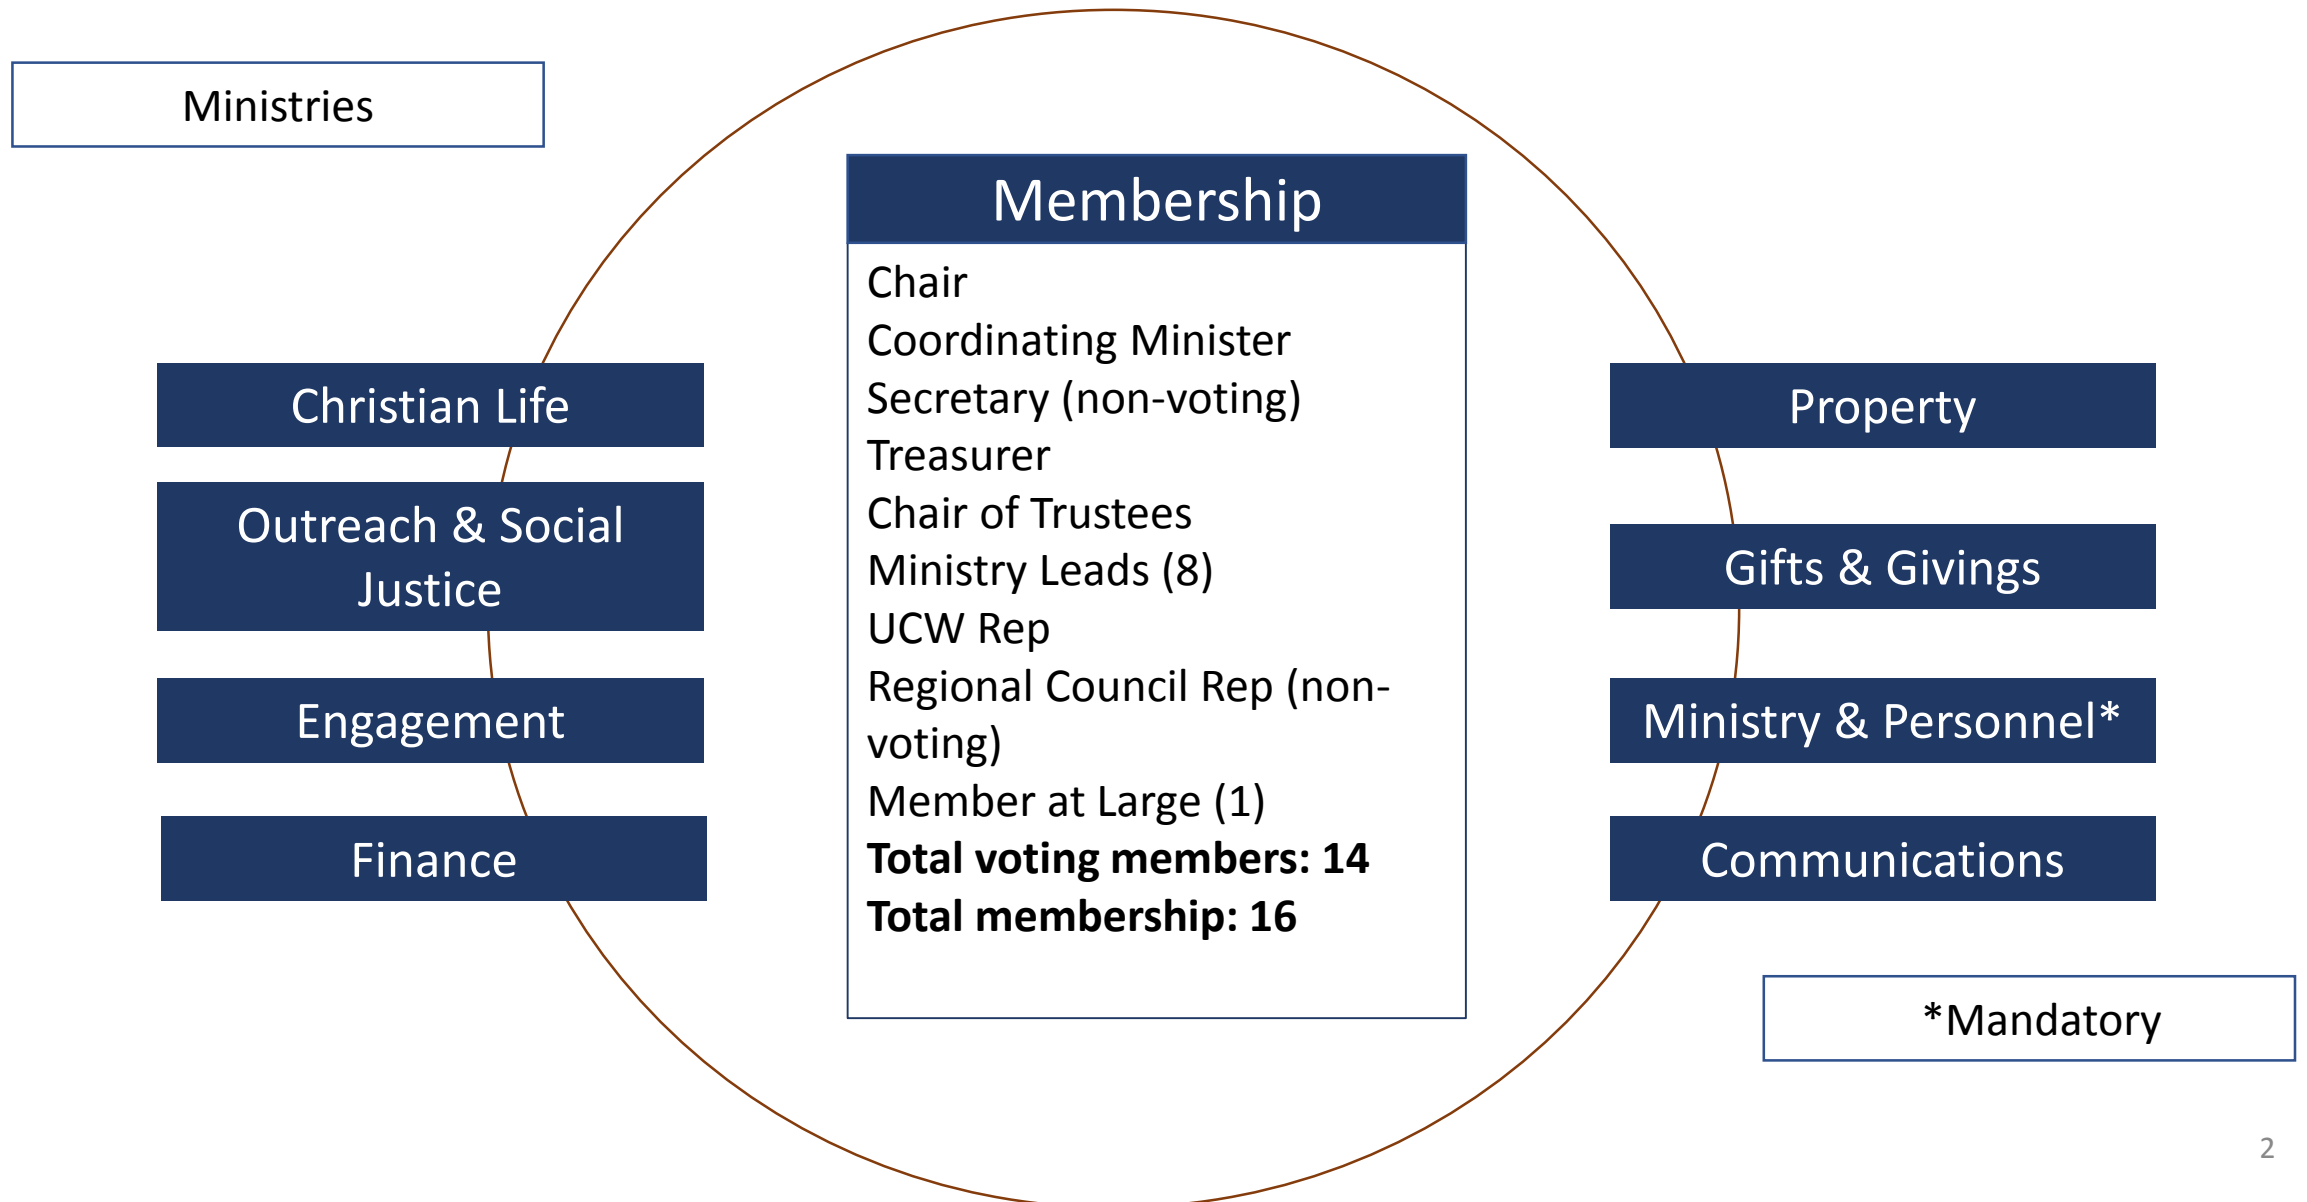 Ministries
Membership
Chair
Coordinating Minister
Secretary (non-voting)
Treasurer
Chair of Trustees
Ministry Leads (8)
UCW Rep
Regional Council Rep (non-
voting)
Member at Large (1)
Total voting members: 14
Total membership: 16
Christian Life
Outreach & Social
Justice
Engagement
Finance
Property
Gifts & Givings
Ministry & Personnel*
Communications
*Mandatory
2